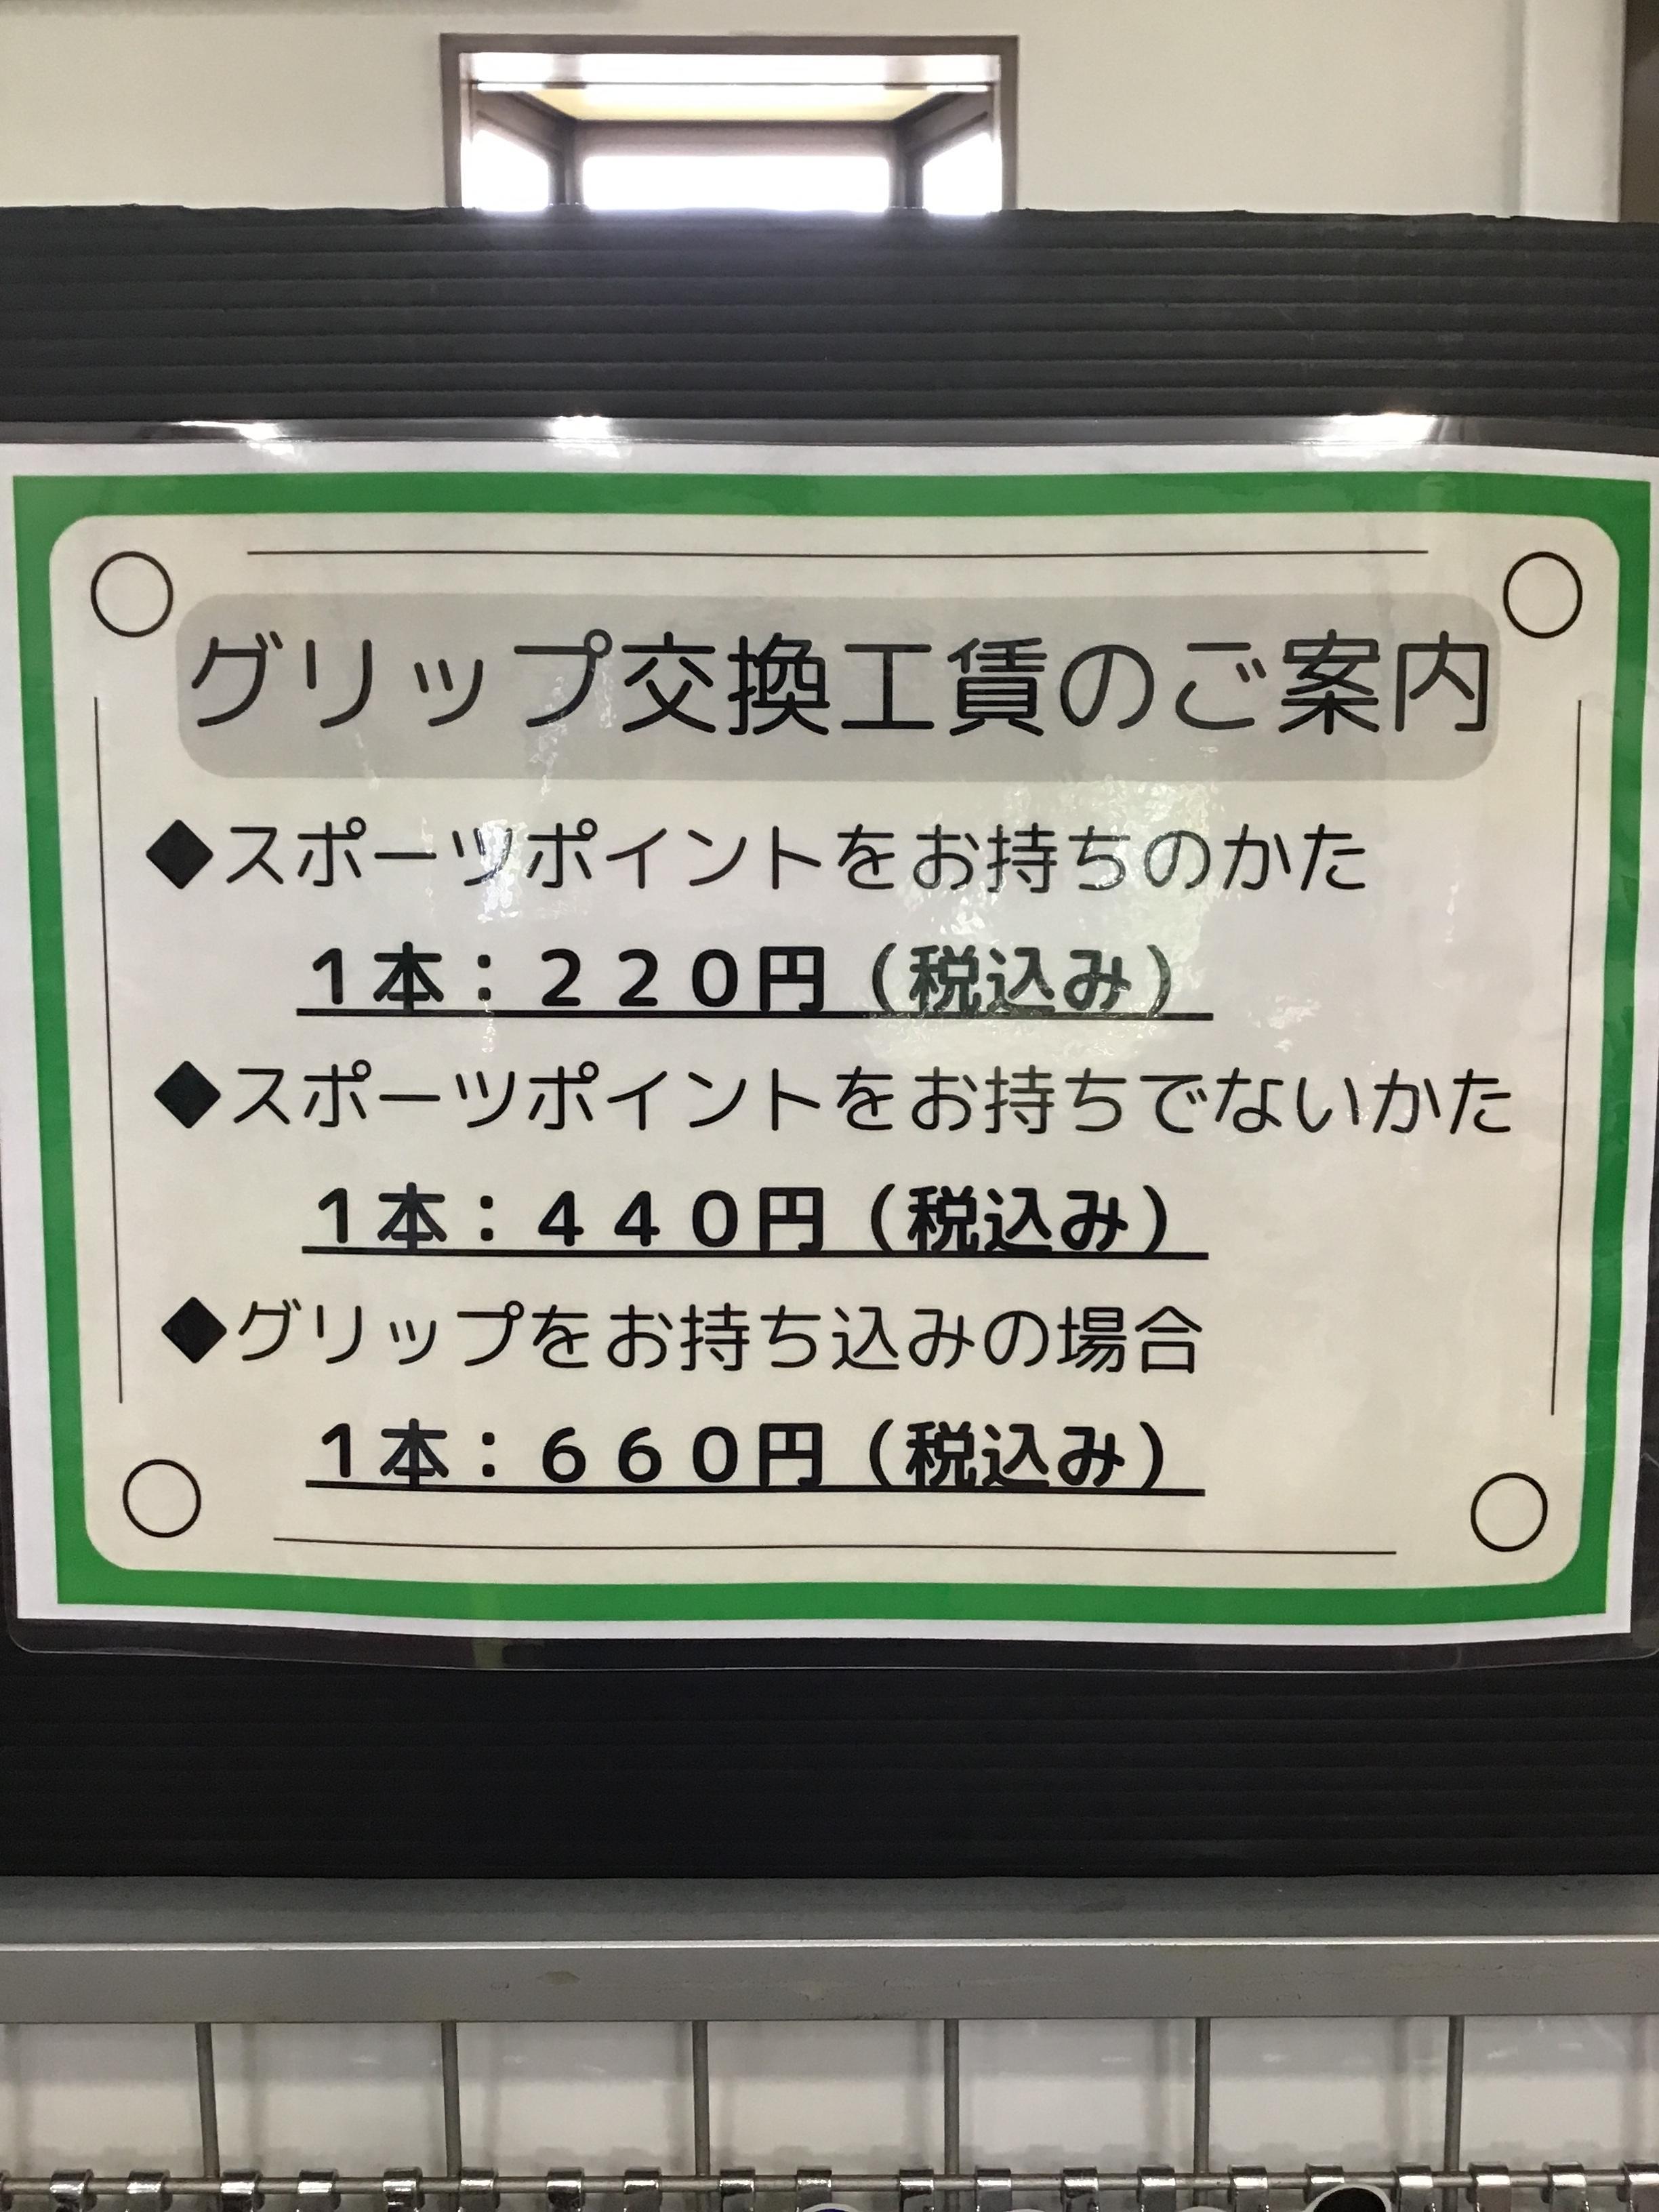 グリップ交換工賃のご案内
◆スポーツポイントをお持ちのかた
１本：２２０円（税込み）
◆スポーツポイントをお持ちでないかた
１本：４４０円（税込み）
◆グリップをお持ち込みの場合
１本：６６０円（税込み）